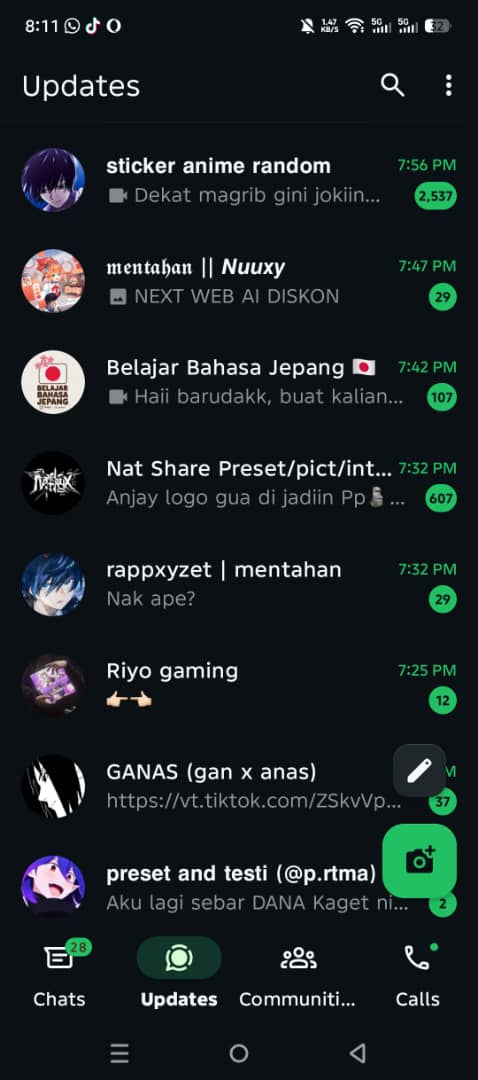 8:11
1.47 KB/S 5G 5G 32
Updates
sticker anime random 7:56 PM
Dekat magrib gini jokiin... 2,537
𝖒𝖊𝖓𝖙𝖆𝖍𝖆𝖓 || Nuuxy 7:47 PM
NEXT WEB AI DISKON 29
BELAJAR
BAHASA
JEPANG
Belajar Bahasa Jepang 🇯🇵 7:42 PM
Haii barudakk, buat kalian... 107
Nat Share Preset/pict/int... 7:32 PM
Anjay logo gua di jadiin Pp🗿... 607
rappxyzet | mentahan 7:32 PM
Nak ape? 29
Riyo gaming 7:25 PM
👉🏻👈🏻 12
GANAS (gan x anas) M
https://vt.tiktok.com/ZSkvVp... 37
preset and testi (@p.rtma)
Aku lagi sebar DANA Kaget ni... 2
28
Chats Updates Communiti... Calls